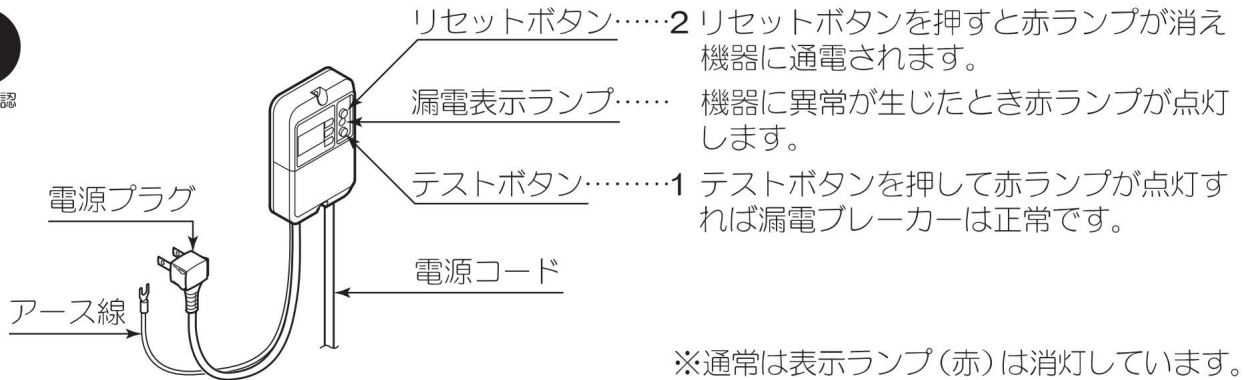 リセットボタン……2 リセットボタンを押すと赤ランプが消え
機器に通電されます。
漏電表示ランプ…… 機器に異常が生じたとき赤ランプが点灯
します。
テストボタン………1 テストボタンを押して赤ランプが点灯す
れば漏電ブレーカーは正常です。
電源プラグ
電源コード
アース線
※通常は表示ランプ（赤）は消灯しています。